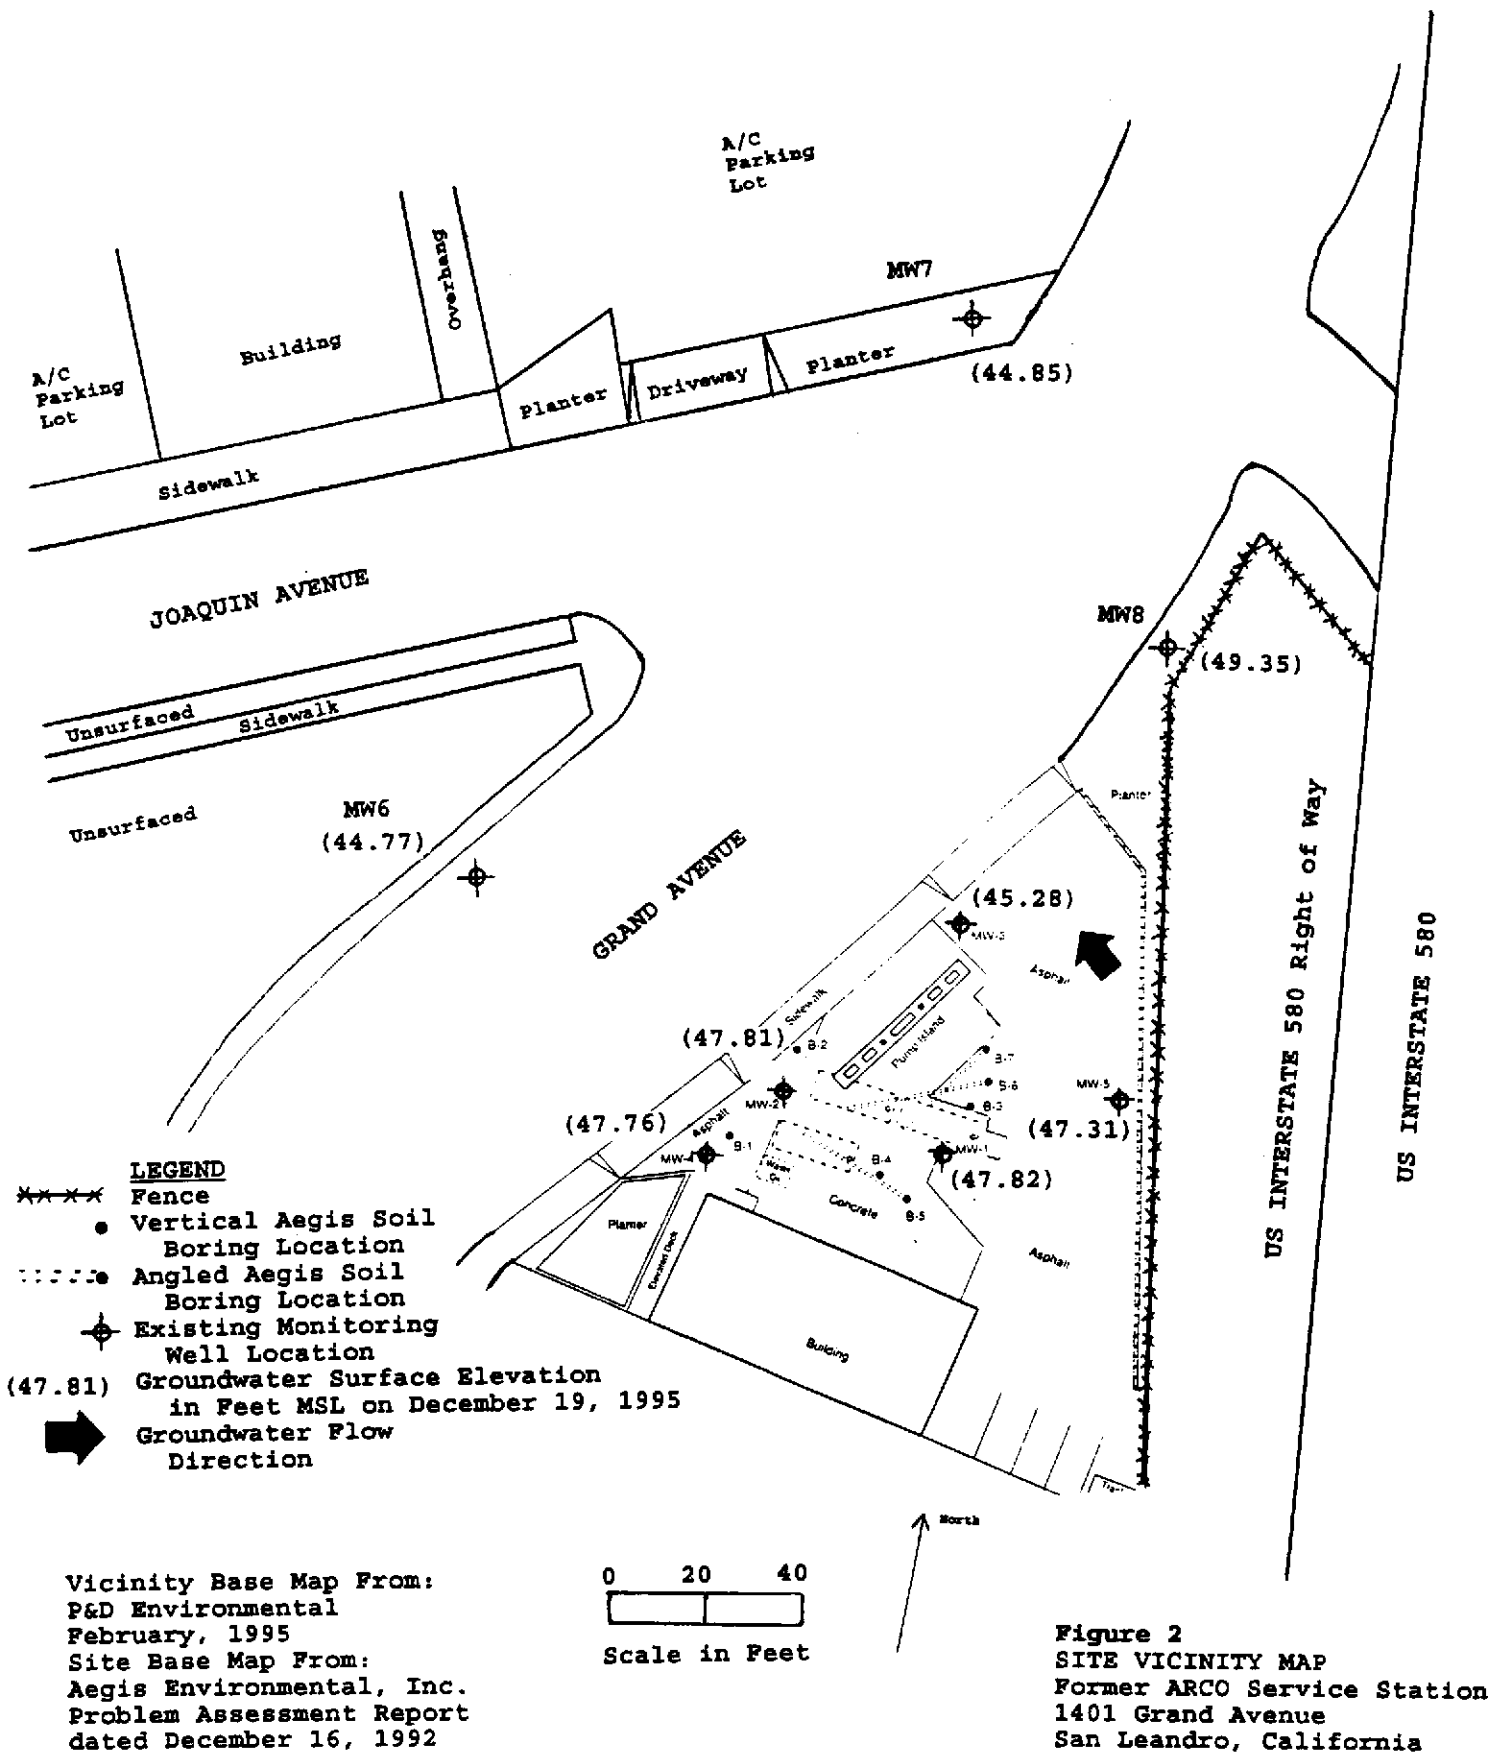 A/C
Parking
Lot
Overhang
MW7
Building
A/C
Parking
Lot
Planter
Driveway
Planter
(44.85)
Sidewalk
JOAQUIN AVENUE
MW8
(49.35)
Unsurfaced
Sidewalk
Unsurfaced
MW6
(44.77)
Planter
GRAND AVENUE
(45.28)
MW-3
Asphalt
US INTERSTATE 580 Right of Way
US INTERSTATE 580
Sidewalk
(47.81)
B-2
Pump Island
B-7
MW-5
B-6
B-3
MW-2
(47.76)
Asphalt
(47.31)
B-1
MW-4
MW-1
(47.82)
B-4
Waste
Oil
Concrete
B-5
Planter
Elevated Deck
Asphalt
Building
LEGEND
Fence
Vertical Aegis Soil
Boring Location
Angled Aegis Soil
Boring Location
Existing Monitoring
Well Location
(47.81) Groundwater Surface Elevation
in Feet MSL on December 19, 1995
Groundwater Flow
Direction
North
0 20 40
Scale in Feet
Vicinity Base Map From:
P&D Environmental
February, 1995
Site Base Map From:
Aegis Environmental, Inc.
Problem Assessment Report
dated December 16, 1992
Figure 2
SITE VICINITY MAP
Former ARCO Service Station
1401 Grand Avenue
San Leandro, California